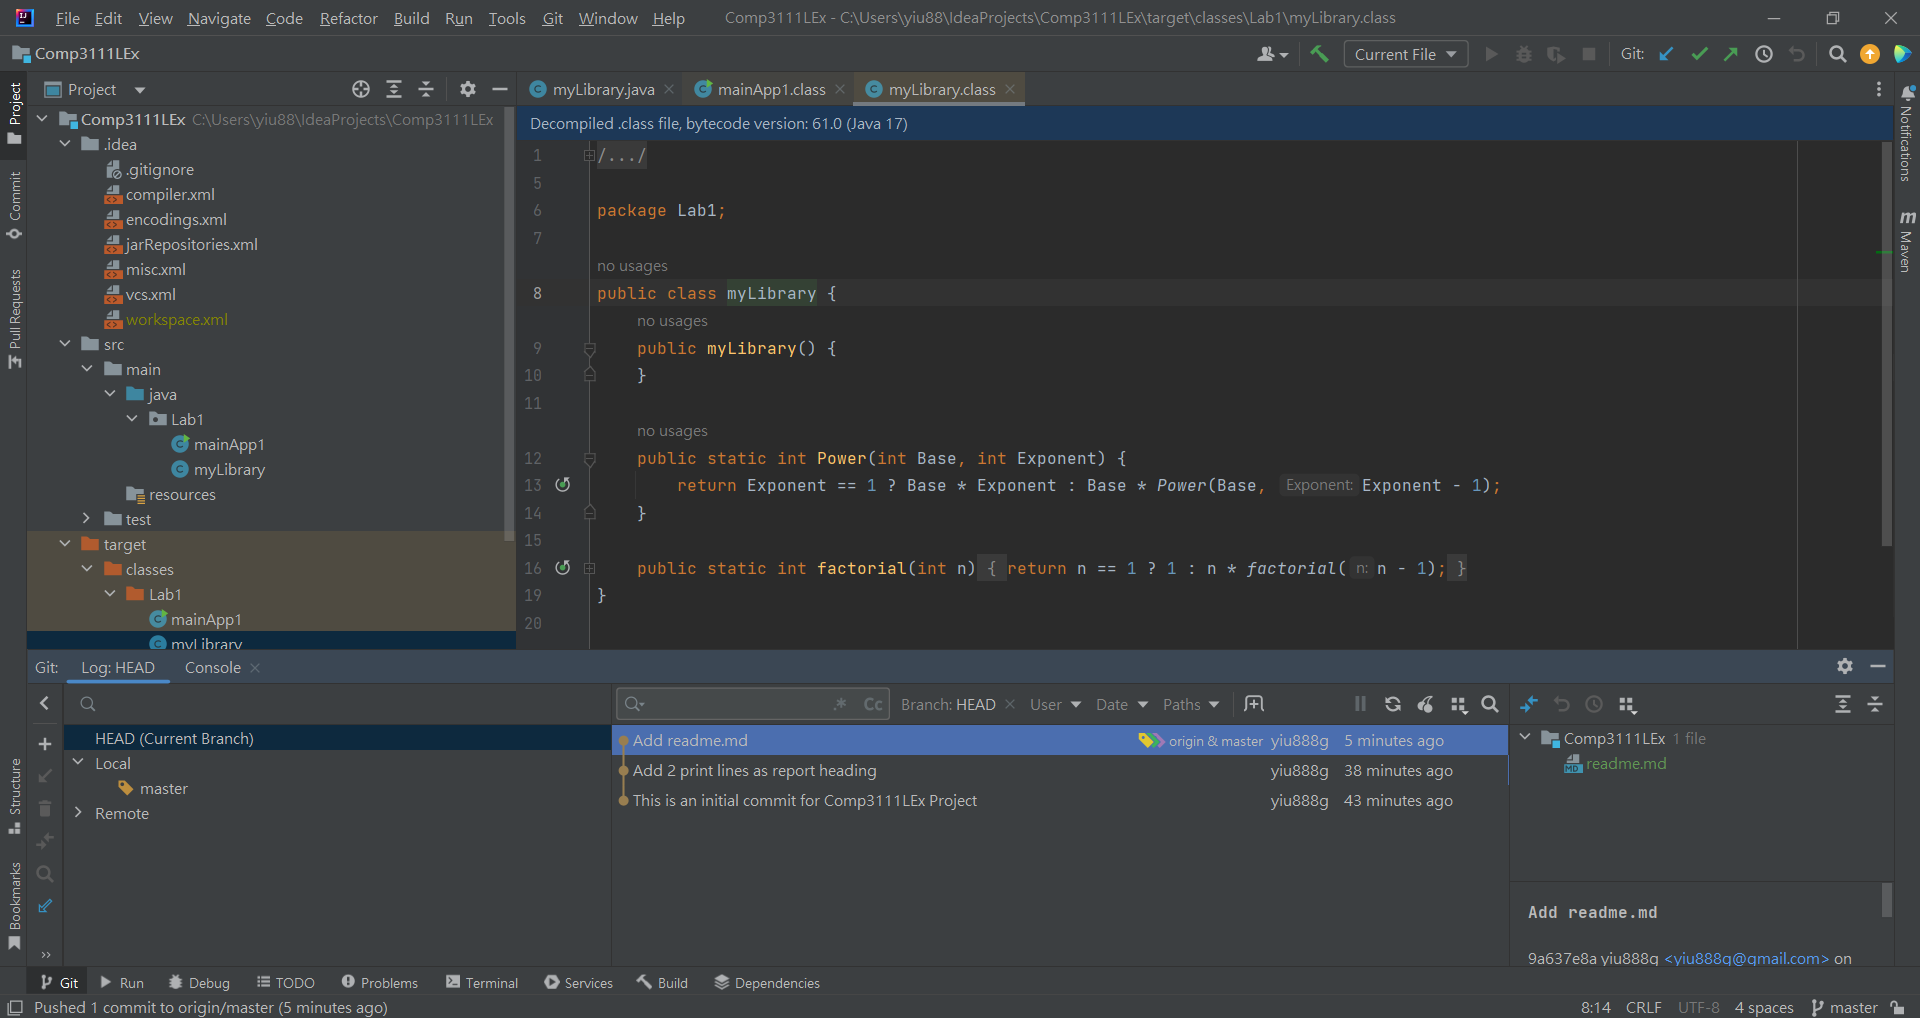 File Edit View Navigate Code Refactor Build Run Tools Git Window Help Comp3111LEx - C:\Users\yiu88\IdeaProjects\Comp3111LEx\target\classes\Lab1\myLibrary.class
Comp3111LEx Current File Git:
Project
myLibrary.java mainApp1.class myLibrary.class
Comp3111LEx C:\Users\yiu88\IdeaProjects\Comp3111LEx
.idea
.gitignore
compiler.xml
encodings.xml
jarRepositories.xml
misc.xml
vcs.xml
workspace.xml
src
main
java
Lab1
mainApp1
myLibrary
resources
test
target
classes
Lab1
mainApp1
myLibrary
Project
Commit
Pull Requests
Structure
Bookmarks
Decompiled .class file, bytecode version: 61.0 (Java 17)
1 /.../
5
6 package Lab1;
7
no usages
8 public class myLibrary {
no usages
9 public myLibrary() {
10 }
11
no usages
12 public static int Power(int Base, int Exponent) {
13 return Exponent == 1 ? Base * Exponent : Base * Power(Base, Exponent: Exponent - 1);
14 }
15
16 public static int factorial(int n) { return n == 1 ? 1 : n * factorial( n: n - 1); }
19 }
20
Notifications
m Maven
Git: Log: HEAD Console
.* Cc Branch: HEAD User Date Paths
HEAD (Current Branch)
Local
master
Remote
Add readme.md origin & master yiu888g 5 minutes ago
Add 2 print lines as report heading yiu888g 38 minutes ago
This is an initial commit for Comp3111LEx Project yiu888g 43 minutes ago
Comp3111LEx 1 file
readme.md
Add readme.md
9a637e8a yiu888g <yiu888g@gmail.com> on
Git Run Debug TODO Problems Terminal Services Build Dependencies
Pushed 1 commit to origin/master (5 minutes ago) 8:14 CRLF UTF-8 4 spaces master